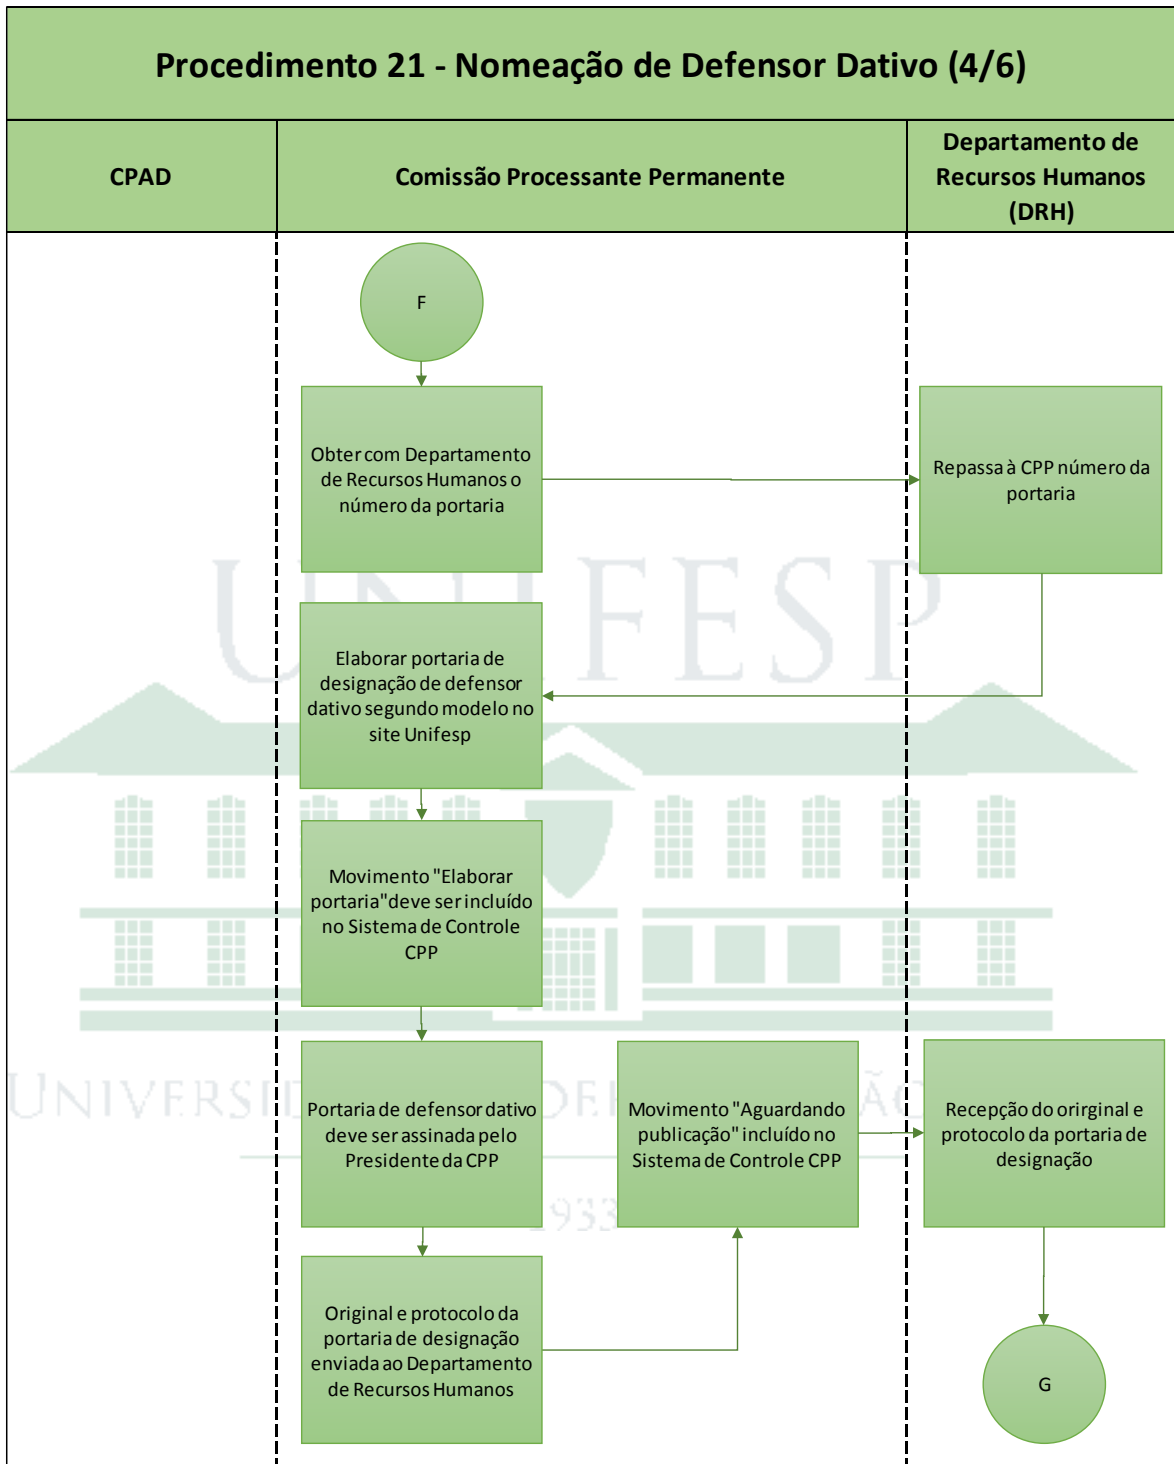 Procedimento 21 - Nomeação de Defensor Dativo (4/6)
CPAD
Comissão Processante Permanente
Departamento de
Recursos Humanos
(DRH)
F
Obter com Departamento
de Recursos Humanos o
número da portaria
Repassa à CPP número da
portaria
UNIFESP
Elaborar portaria de
designação de defensor
dativo segundo modelo no
site Unifesp
Movimento "Elaborar
portaria"deve ser incluído
no Sistema de Controle
CPP
Portaria de defensor dativo
deve ser assinada pelo
Presidente da CPP
Movimento "Aguardando
publicação" incluído no
Sistema de Controle CPP
Recepção do orirginal e
protocolo da portaria de
designação
1933
Original e protocolo da
portaria de designação
enviada ao Departamento
de Recursos Humanos
G